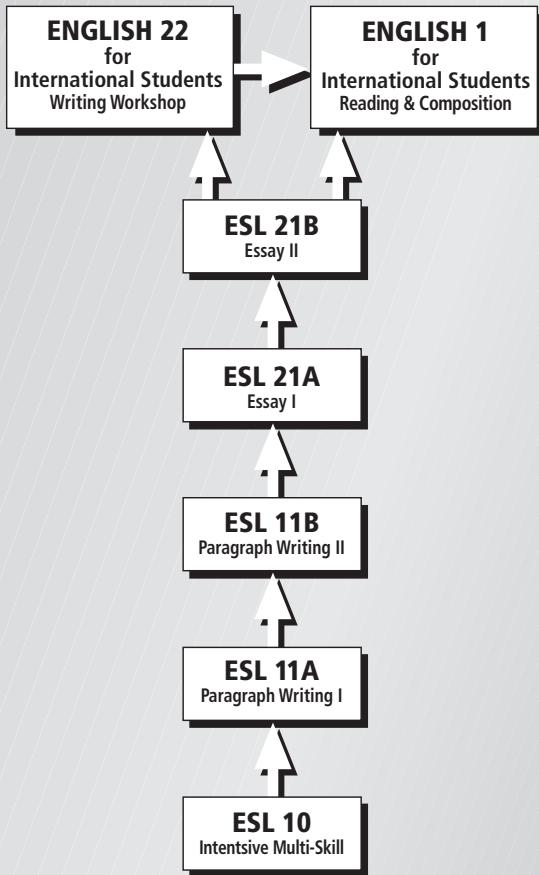 ENGLISH 22
for
International Students
Writing Workshop
ENGLISH 1
for
International Students
Reading & Composition
ESL 21B
Essay II
ESL 21A
Essay I
ESL 11B
Paragraph Writing II
ESL 11A
Paragraph Writing I
ESL 10
Intentsive Multi-Skill